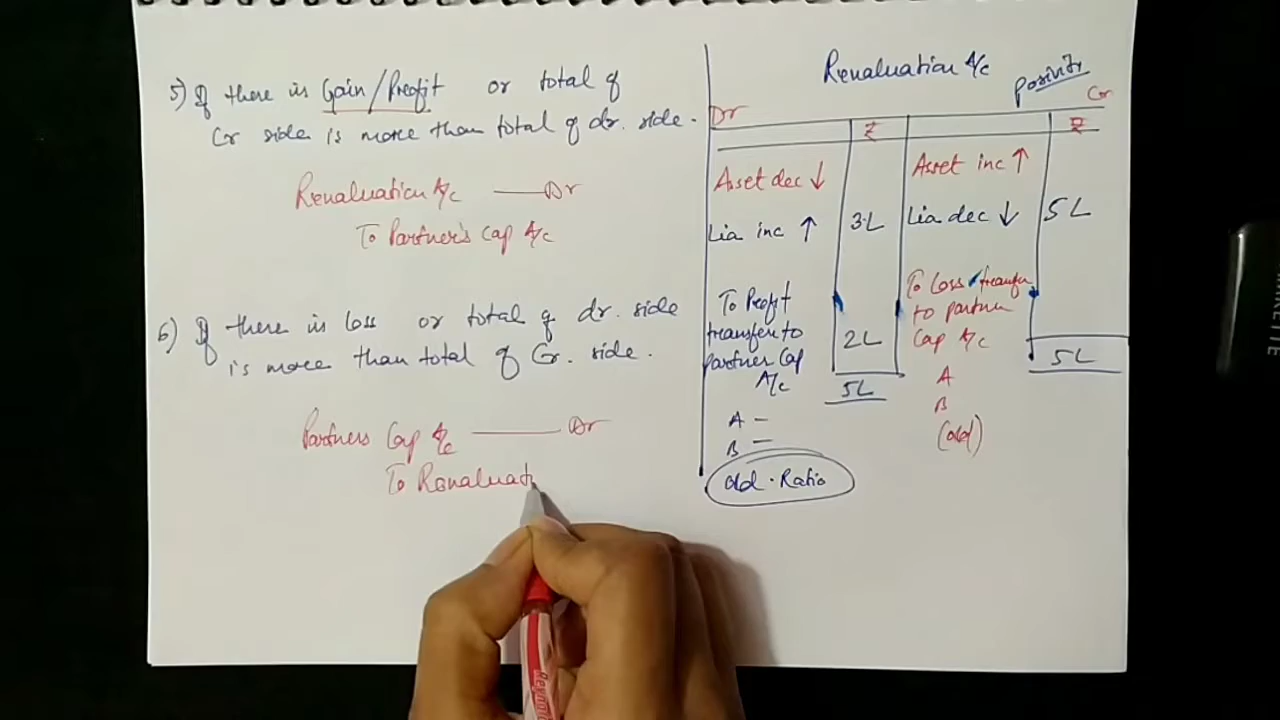 5) If there is Gain/Profit or total of
Cr side is more than total of dr. side.
Revaluation A/c — Dr
To Partner's Cap A/c
6) If there is loss or total of dr. side
is more than total of Cr. side.
Partners Cap A/c — Dr
To Revaluat
Revaluation A/c
Positive
Dr
Cr
₹
₹
Asset dec ↓
Asset inc ↑
Lia inc ↑
3L
Lia dec ↓
5L
To Profit
transfer to
partner Cap
A/c
2L
5L
A –
B –
Old. Ratio
To Loss transfer
to partner
Cap A/c
A
B
(old)
5L
Reyno